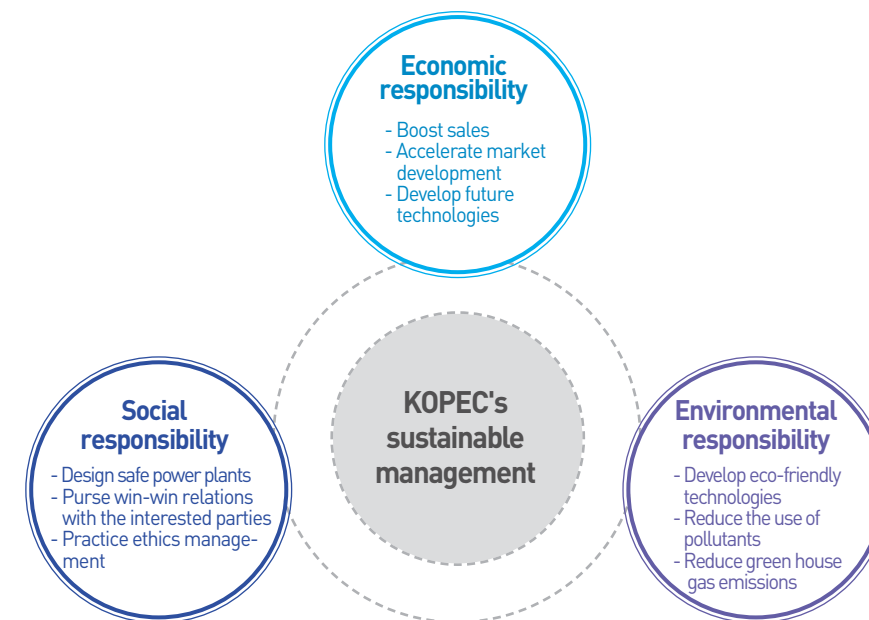 Economic
responsibility
- Boost sales
- Accelerate market
development
- Develop future
technologies
KOPEC's
sustainable
management
Social
responsibility
- Design safe power plants
- Purse win-win relations
with the interested parties
- Practice ethics manage-
ment
Environmental
responsibility
- Develop eco-friendly
technologies
- Reduce the use of
pollutants
- Reduce green house
gas emissions